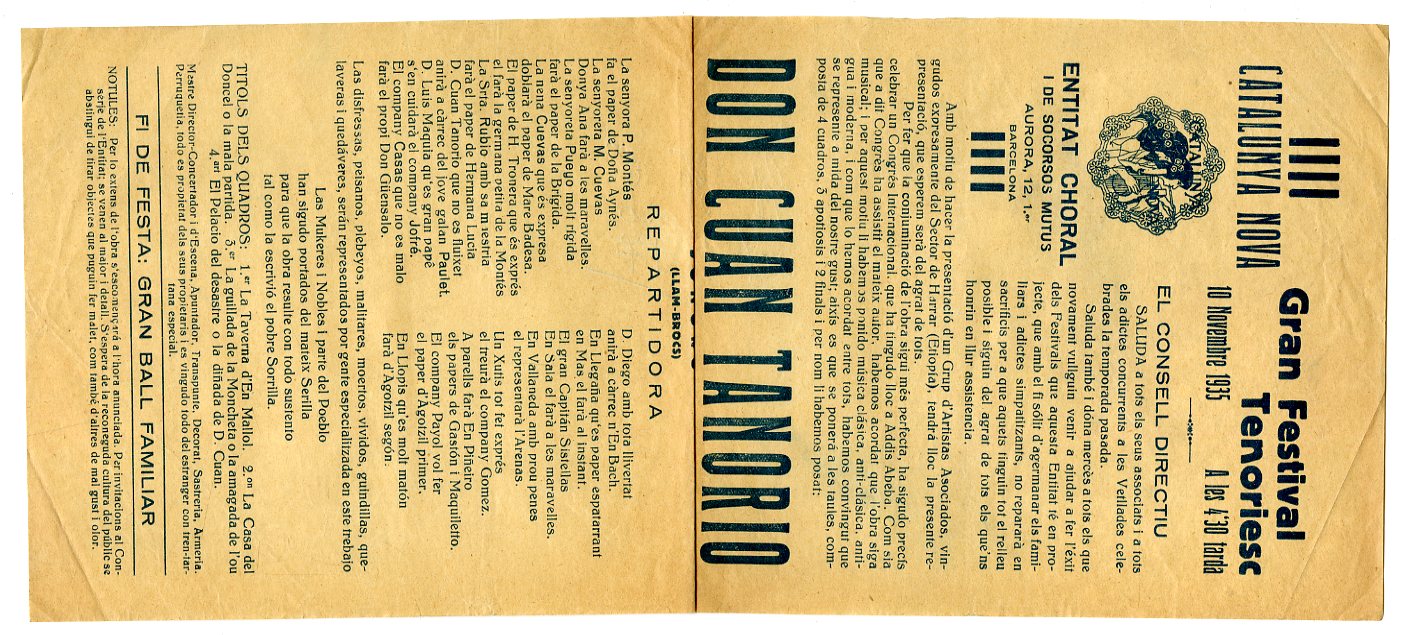 CATALUNYA NOVA
CATALUNYA
NOVA
ENTITAT CHORAL
I DE SOCORSOS MUTUS
AURORA, 12, 1.er
BARCELONA
Gran Festival
Tenoriesc
10 Novembre 1935 A les 4'30 tarda
EL CONSELL DIRECTIU
SALUDA a tots els seus associats i a tots
els adictes concurrents a les Vetllades cele-
brades la temporada pasada.
Saluda també i dóna mercès a tots els que
novament vullguin venir a ajudar a fer l'éxit
dels Festivals que aquesta Entitat té en pro-
jecte, que amb el fi sólit d'agermanar els fami-
liars i adictes simpatitzants, no repararà en
sacrificis per a que aquets tinguin tot el relleu
posible i siguin del agrat de tots els que'ns
honrin en llur assistencia.
Amb motiu de hacer la presentació d'un Grup d'Artistas Asociados, vin-
gudos expresamente del Sector de Harrar (Etiopía), tendrá lloc la presente re-
presentació, que esperem serà del agrat de tots.
Per fer que la conjuminació de l'obra sigui més perfecta, ha sigudo precís
celebrar un Congrés Internacional, que ha tingudo lloc a Addis Abeba. Com sia
que a dit Congrès ha assistit el mateix autor, habemos acordat que l'obra siga
musical; i per aquest motiu li habemos ponido música clásica, anti-clásica, anti-
gua i moderna, i com que lo hemos acordat entre tots, habemos convingut que
se represente a mida del nostre gust; aixís es que se ponerá a les taules, com-
posta de 4 cuadros, 3 apotiosis i 2 finals i per nom li habemos posat:
DON CUAN TANORIO
(LLAM-BROCS)
REPARTIDORA
La senyora P. Montés
fa el paper de Doña Aynés.
La senyoreta M. Cuevas
Donya Ana farà a les maravelles.
La senyoreta Pueyo molt rígida
farà el paper de la Brígida.
La nena Cuevas que és expresa
doblarà el paper de Mare Badesa.
El paper de H. Tronera que és exprés
el farà la germana petita de la Montés
La Srta. Rubio amb sa maestria
farà el paper de Hermana Lucia
D. Cuan Tanorio que no es fluixet
anirà a càrrec del jove galan Paulet.
D. Luis Maquia qu'es gran papê
s'en cuidarà el company Jofré.
El company Casas que no es malo
farà el propi Don Güensalo.
D. Diego amb tota llivertat
anirà a càrrec n'En Bach.
En Llegaña qu'es paper espatarrant
en Mas el farà al instant.
El gran Capitán Sistellas
En Sala el farà a les maravelles.
En Vallaneda amb prou penes
el representarà l'Arenas.
Un Xutis tot fet exprés
el treurà el company Gomez.
A parells farà En Piñeiro
els papers de Gastón i Maquiletto.
El company Payol vol fer
el paper d'Agotzil primer.
En Llopis qu'es molt matón
farà d'Agotzil segón.
Las disfressas, peisanos, plebeyos, malitares, moertos, vividos, guindillas, que-
laveras i quedáveres, serán representados por gente especialitzada en este trebajo
Las Mukeres i Nobles i parte del Poeblo
han sigudo portados del mateix Serilla
para que la obra resulte con todo sustento
tal como la escrivió el pobre Sorrilla.
TITOLS DELS QUADROS: 1.er La Taverna d'En Mallol. 2.on La Casa del
Doncel o la mala partida. 3.er La guillada de la Moncheta o la amagada de l'ou
4.art El Pelacio del desastre o la diñada de D. Cuan.
Mestre Director-Concertador i d'Escena, Apuntador, Transpunte, Decorat, Sastreria, Armeria.
Perruquetia, todo es propietat dels seus propietaris i es vingudo todo del estranger con tren-tar-
tana especial.
FI DE FESTA: GRAN BALL FAMILIAR
NOTULES: Per lo extens de l'obra s'escomençará a l'hora anunciada. Per invitacions al Con-
serje de l'Entitat; se venen al major i detall. S'espera de la reconeguda cultura del públic se
abstingui de tirar objectes que puguin fer malet, com també d'altres de mal gust i olor.